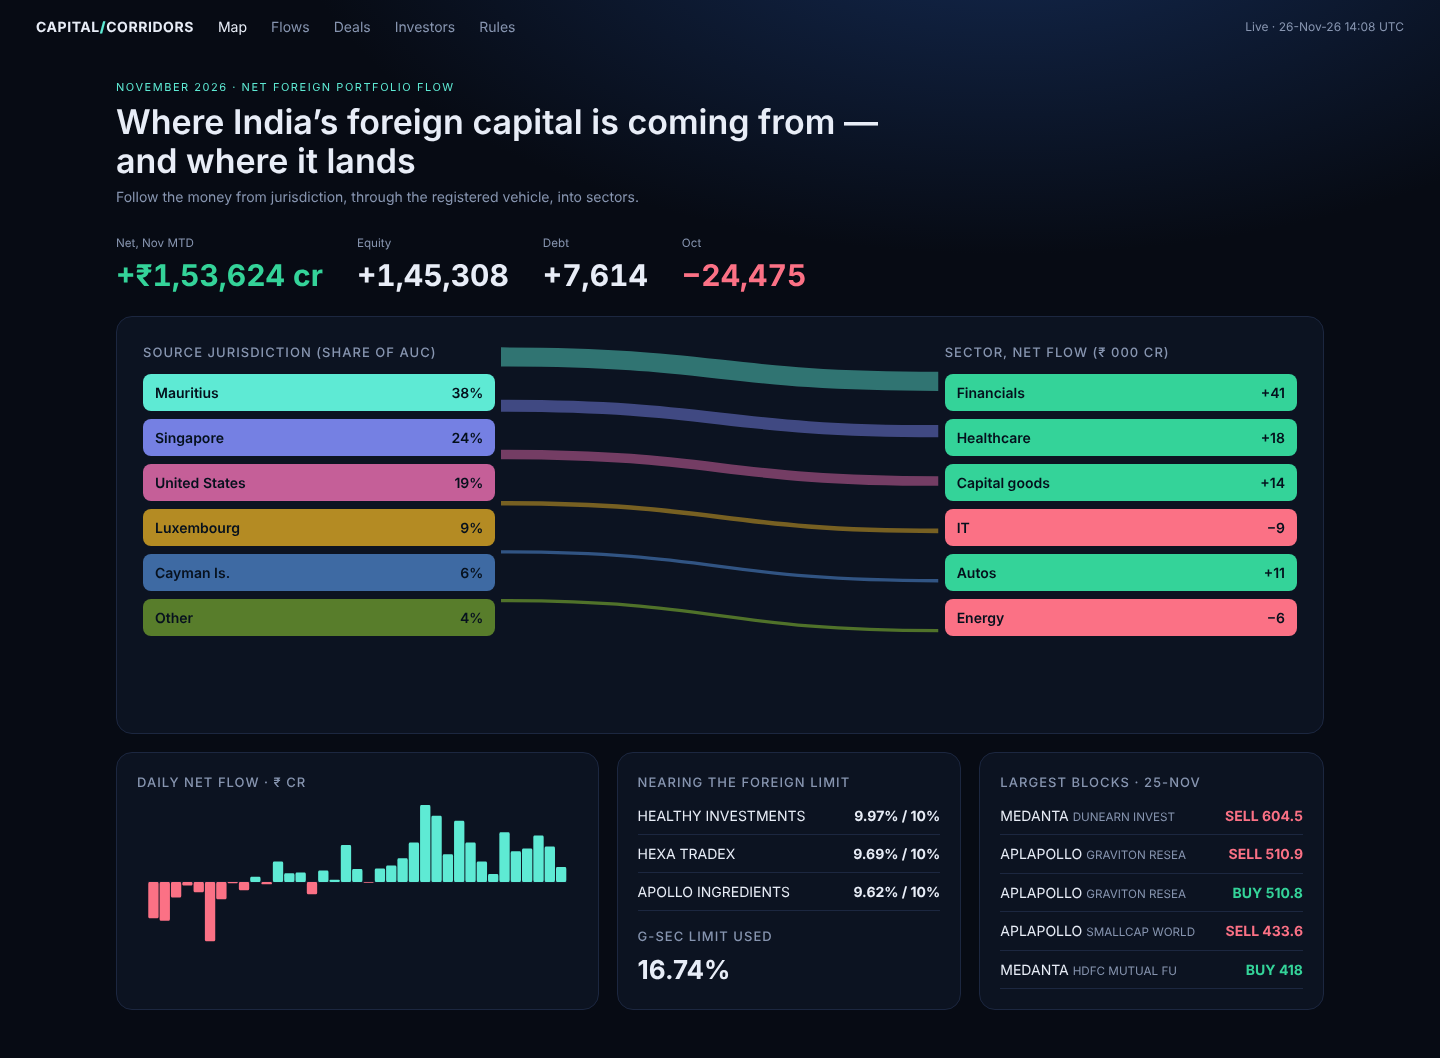 CAPITAL/CORRIDORS Map Flows Deals Investors Rules Live · 26-Nov-26 14:08 UTC
NOVEMBER 2026 · NET FOREIGN PORTFOLIO FLOW
Where India’s foreign capital is coming from —
and where it lands
Follow the money from jurisdiction, through the registered vehicle, into sectors.
Net, Nov MTD Equity Debt Oct
+₹1,53,624 cr +1,45,308 +7,614 −24,475
SOURCE JURISDICTION (SHARE OF AUC)
Mauritius 38%
Singapore 24%
United States 19%
Luxembourg 9%
Cayman Is. 6%
Other 4%
SECTOR, NET FLOW (₹ 000 CR)
Financials +41
Healthcare +18
Capital goods +14
IT −9
Autos +11
Energy −6
DAILY NET FLOW · ₹ CR
NEARING THE FOREIGN LIMIT
HEALTHY INVESTMENTS 9.97% / 10%
HEXA TRADEX 9.69% / 10%
APOLLO INGREDIENTS 9.62% / 10%
G-SEC LIMIT USED
16.74%
LARGEST BLOCKS · 25-NOV
MEDANTA DUNEARN INVEST SELL 604.5
APLAPOLLO GRAVITON RESEA SELL 510.9
APLAPOLLO GRAVITON RESEA BUY 510.8
APLAPOLLO SMALLCAP WORLD SELL 433.6
MEDANTA HDFC MUTUAL FU BUY 418